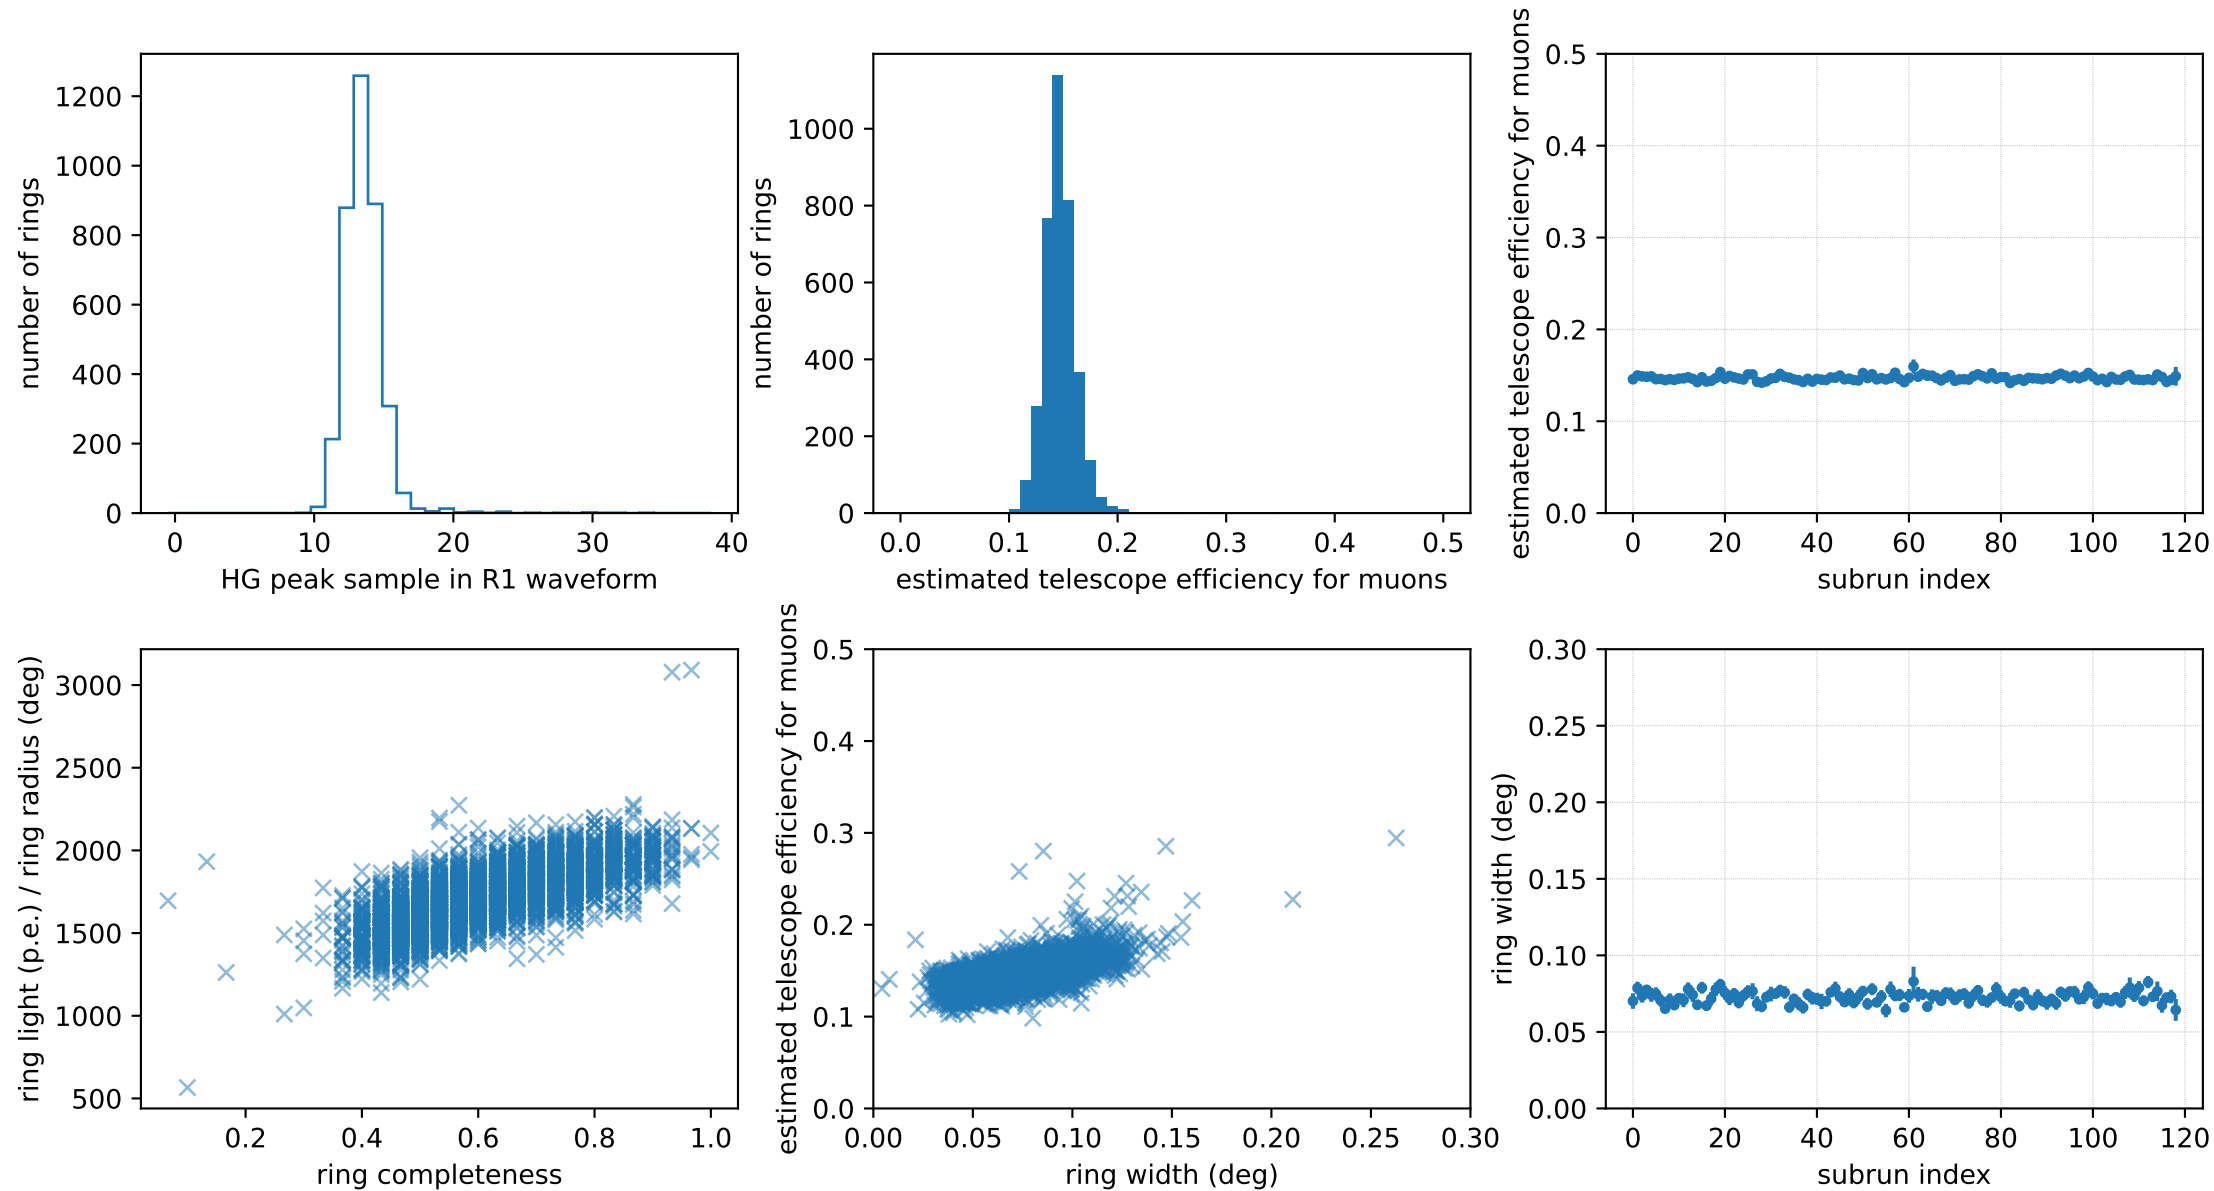 number of rings
1200
1000
800
600
400
200
0
0 10 20 30 40
HG peak sample in R1 waveform
number of rings
1000
800
600
400
200
0
0.0 0.1 0.2 0.3 0.4 0.5
estimated telescope efficiency for muons
estimated telescope efficiency for muons
0.5
0.4
0.3
0.2
0.1
0.0
0 20 40 60 80 100 120
subrun index
ring light (p.e.) / ring radius (deg)
3000
2500
2000
1500
1000
500
0.2 0.4 0.6 0.8 1.0
ring completeness
estimated telescope efficiency for muons
0.5
0.4
0.3
0.2
0.1
0.0
0.00 0.05 0.10 0.15 0.20 0.25 0.30
ring width (deg)
ring width (deg)
0.30
0.25
0.20
0.15
0.10
0.05
0.00
0 20 40 60 80 100 120
subrun index